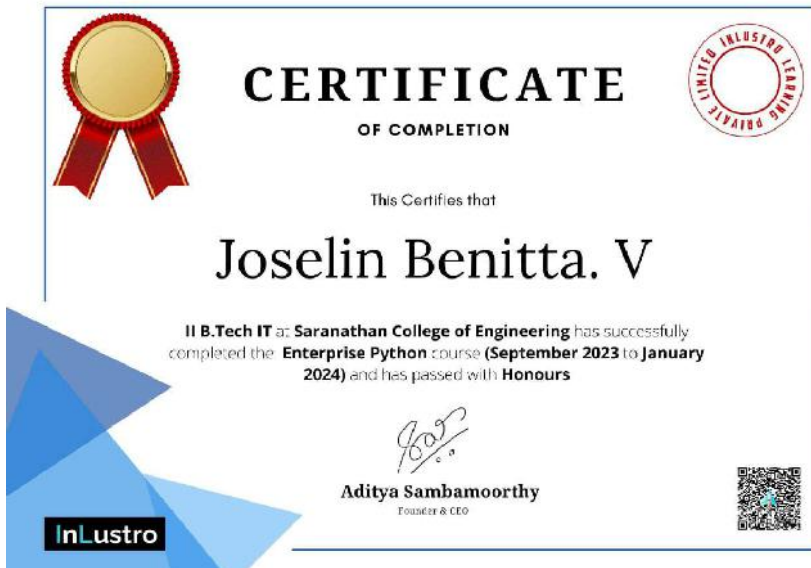 CERTIFICATE
OF COMPLETION
INLUSTRO LEARNING PRIVATE LIMITED
This Certifies that
Joselin Benitta. V
II B.Tech IT at Saranathan College of Engineering has successfully
completed the Enterprise Python course (September 2023 to January
2024) and has passed with Honours
Aditya Sambamoorthy
Founder & CEO
InLustro